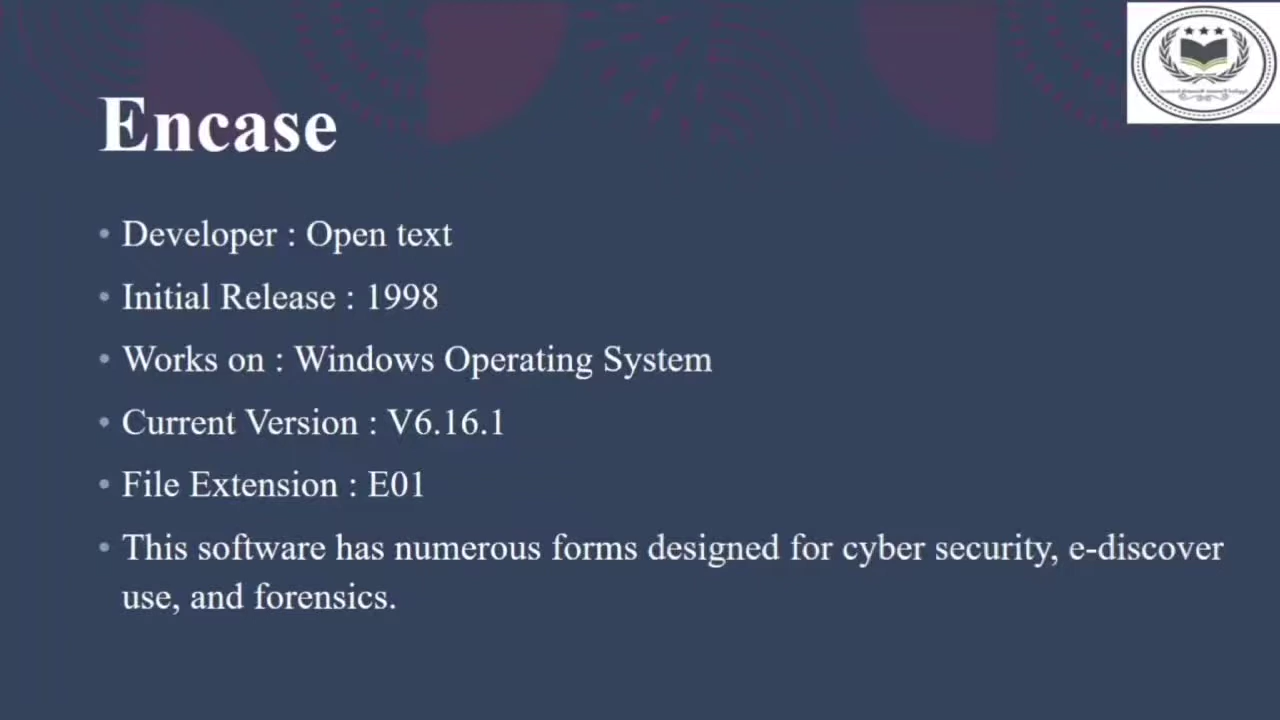 Encase
• Developer : Open text
• Initial Release : 1998
• Works on : Windows Operating System
• Current Version : V6.16.1
• File Extension : E01
• This software has numerous forms designed for cyber security, e-discover
use, and forensics.